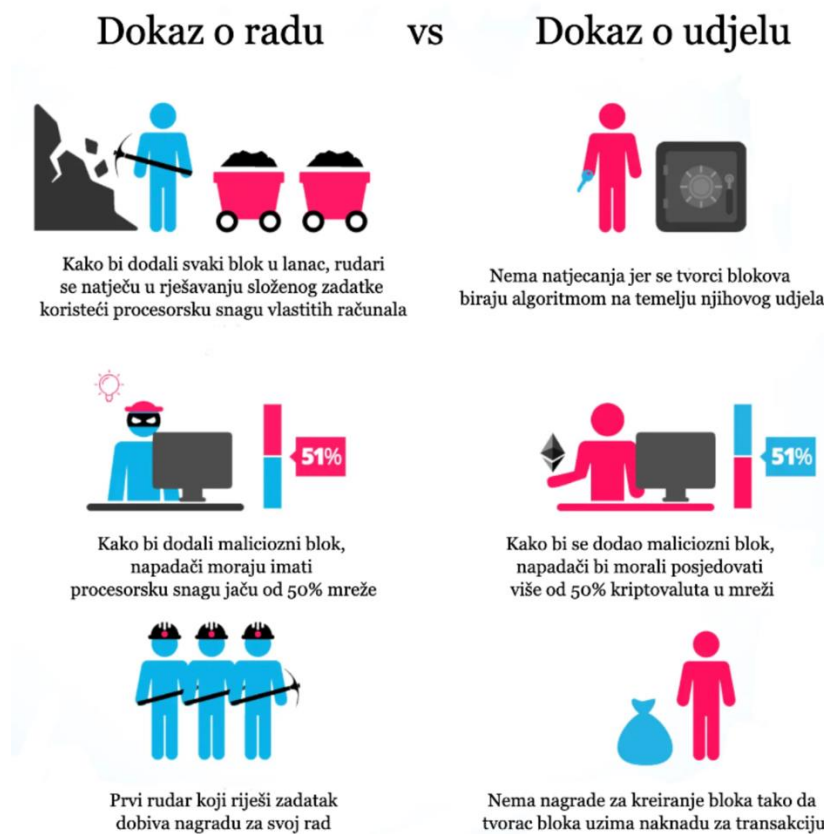 Dokaz o radu vs Dokaz o udjelu
Kako bi dodali svaki blok u lanac, rudari
se natječu u rješavanju složenog zadatke
koristeći procesorsku snagu vlastitih računala
Nema natjecanja jer se tvorci blokova
biraju algoritmom na temelju njihovog udjela
51%
Kako bi dodali maliciozni blok,
napadači moraju imati
procesorsku snagu jaču od 50% mreže
51%
Kako bi se dodao maliciozni blok,
napadači bi morali posjedovati
više od 50% kriptovaluta u mreži
Prvi rudar koji riješi zadatak
dobiva nagradu za svoj rad
Nema nagrade za kreiranje bloka tako da
tvorac bloka uzima naknadu za transakciju